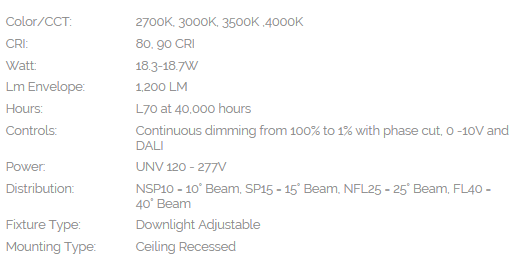 Color/CCT: 2700K, 3000K, 3500K ,4000K
CRI: 80, 90 CRI
Watt: 18.3-18.7W
Lm Envelope: 1,200 LM
Hours: L70 at 40,000 hours
Controls: Continuous dimming from 100% to 1% with phase cut, 0 -10V and
DALI
Power: UNV 120 - 277V
Distribution: NSP10 = 10° Beam, SP15 = 15° Beam, NFL25 = 25° Beam, FL40 =
40° Beam
Fixture Type: Downlight Adjustable
Mounting Type: Ceiling Recessed